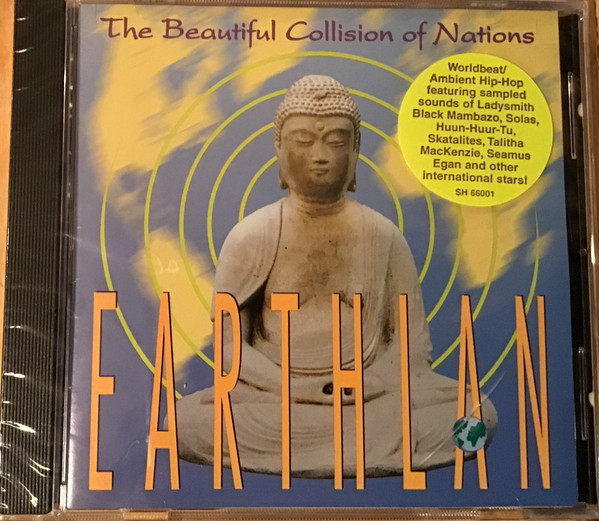 The Beautiful Collision of Nations
Worldbeat/
Ambient Hip-Hop
featuring sampled
sounds of Ladysmith
Black Mambazo, Solas,
Huun-Huur-Tu,
Skatalites, Talitha
MacKenzie, Seamus
Egan and other
international stars!
SH 66001
EARTHLAN